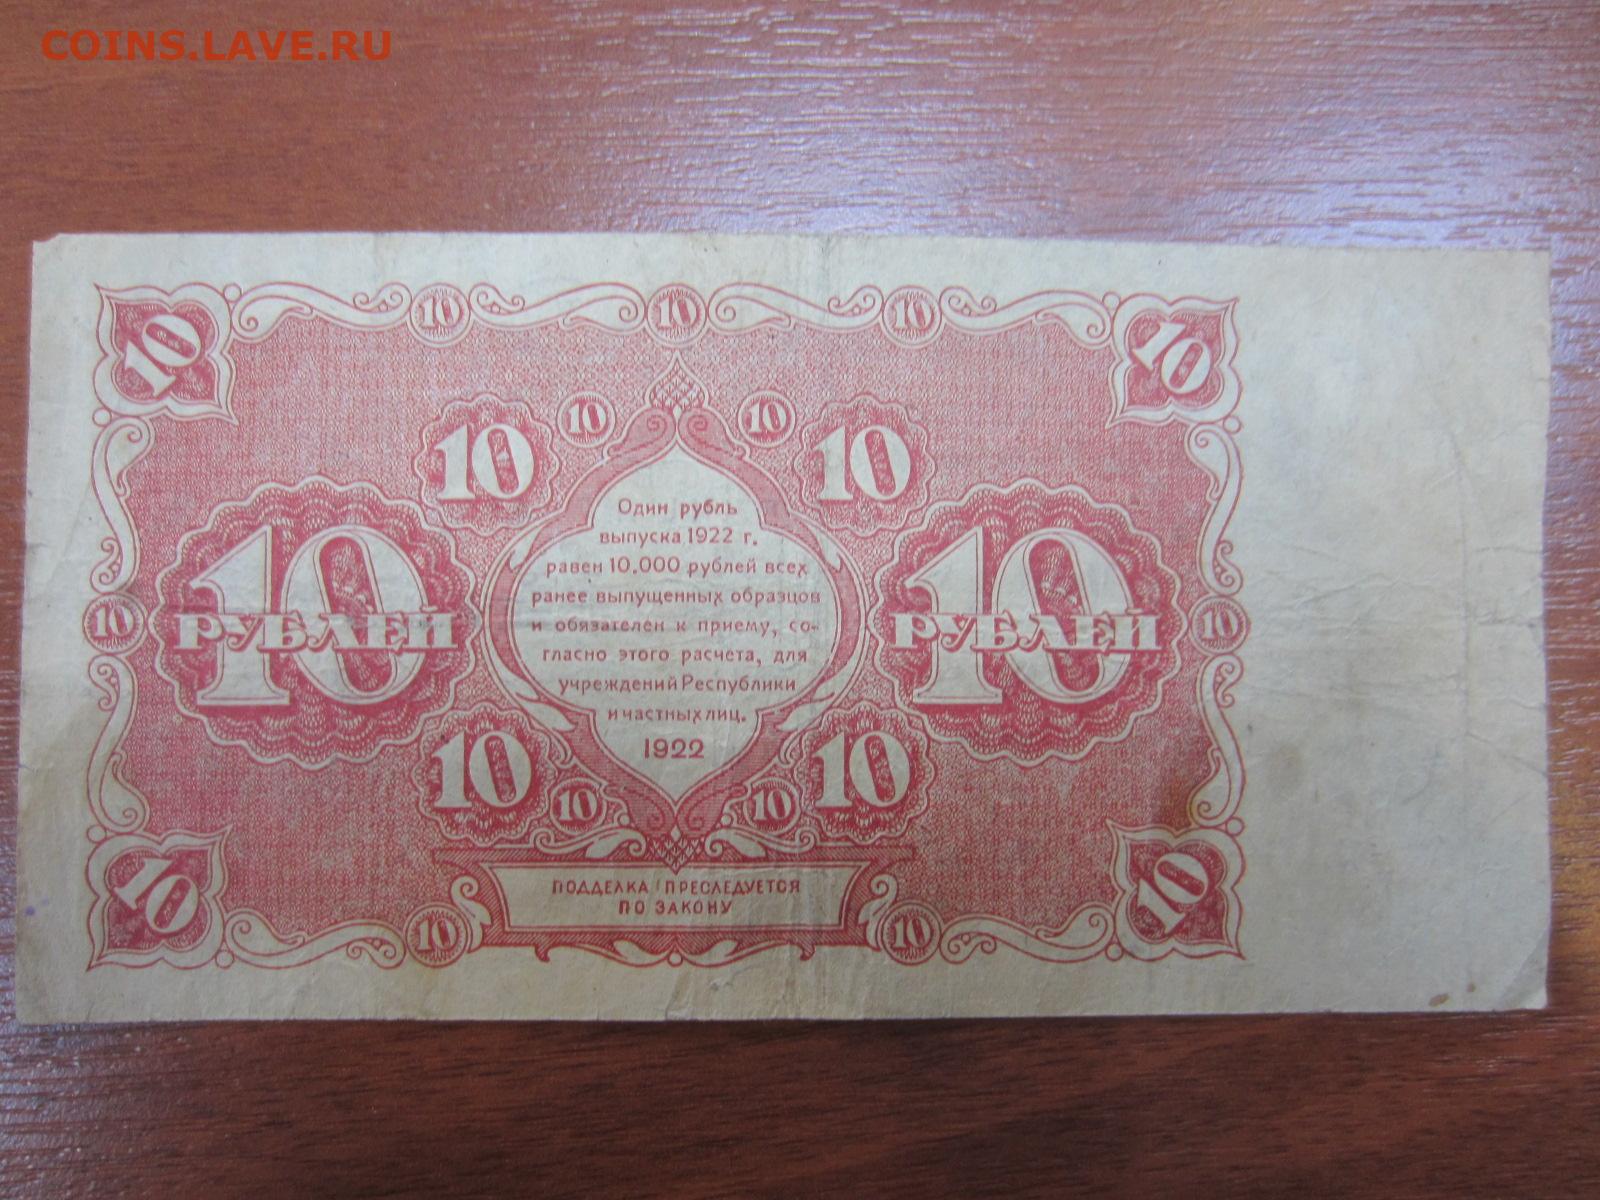 COINS.LAVE.RU
10 10 10 10 10
10 10 10 10
Один рубль
выпуска 1922 г.
равен 10.000 рублей всех
ранее выпущенных образцов
и обязателен к приему, со-
гласно этого расчета, для
учреждений Республики
и частных лиц.
1922
10 10 10 10
РУБЛЕЙ РУБЛЕЙ
10 10 10 10
ПОДДЕЛКА ПРЕСЛЕДУЕТСЯ
ПО ЗАКОНУ
10 10 10 10